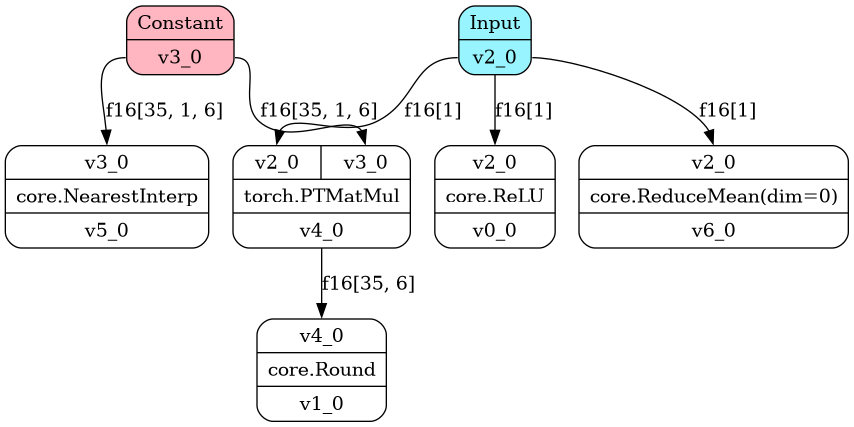 Constant
v3_0
Input
v2_0
f16[35, 1, 6]
f16[35, 1, 6]
f16[1]
f16[1]
f16[1]
v3_0
core.NearestInterp
v5_0
v2_0 v3_0
torch.PTMatMul
v4_0
v2_0
core.ReLU
v0_0
v2_0
core.ReduceMean(dim=0)
v6_0
f16[35, 6]
v4_0
core.Round
v1_0